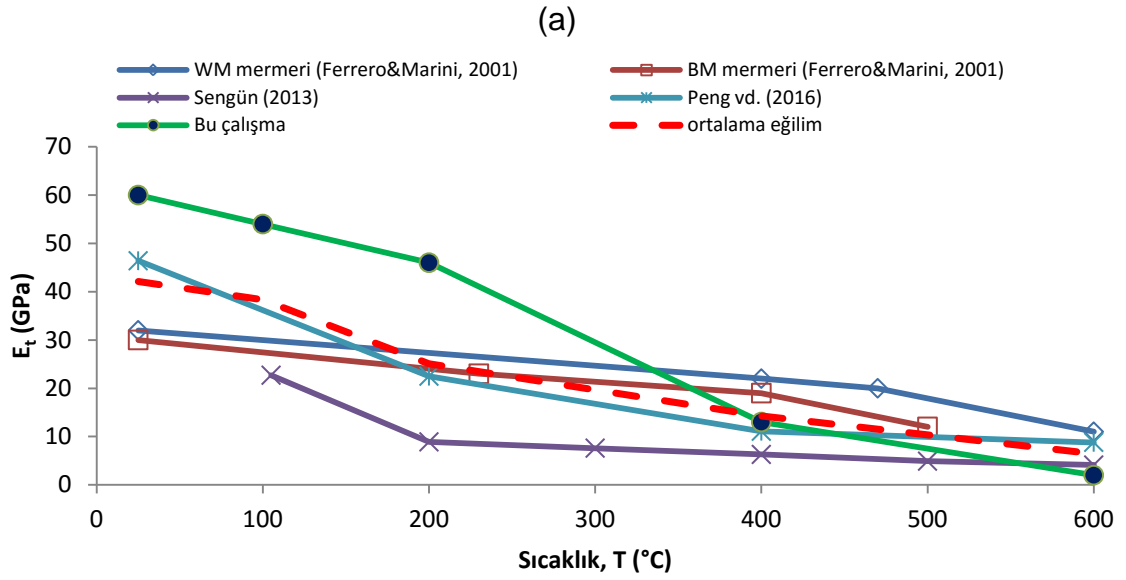 (a)
WM mermeri (Ferrero&Marini, 2001)
BM mermeri (Ferrero&Marini, 2001)
Sengün (2013)
Peng vd. (2016)
Bu çalışma
ortalama eğilim
70
60
50
40
30
20
10
0
Et (GPa)
0 100 200 300 400 500 600
Sıcaklık, T (°C)